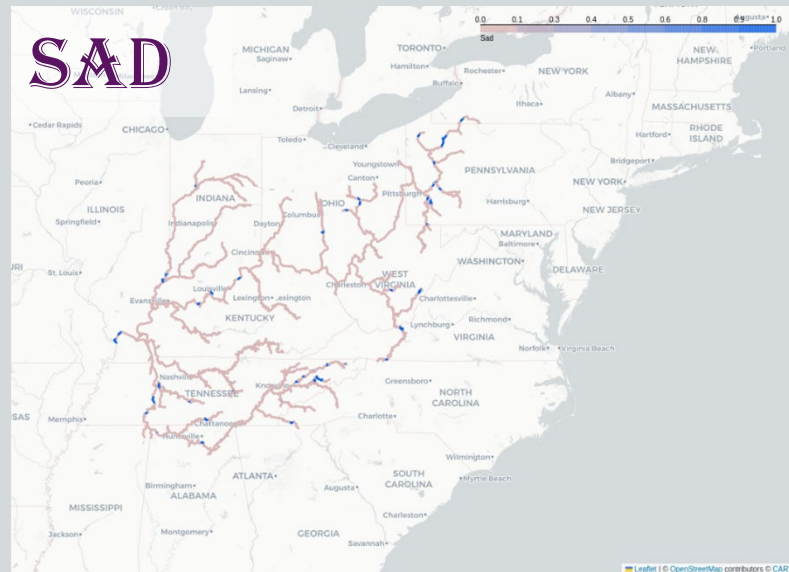 SAD
0.0 0.1 0.3 0.4 0.5 0.6 0.8 0.9 1.0
Sad
WISCONSIN
MICHIGAN
Saginaw
TORONTO
Hamilton
Rochester
NEW YORK
NEW
HAMPSHIRE
Portland
Lansing
Buffalo
Ithaca
Albany
MASSACHUSETTS
Detroit
Cedar Rapids
CHICAGO
Toledo
Cleveland
Hartford
RHODE
ISLAND
Youngstown
Canton
PENNSYLVANIA
Bridgeport
Peoria
INDIANA
OHIO
Pittsburgh
Harrisburg
NEW YORK
ILLINOIS
Columbus
NEW JERSEY
Springfield
Indianapolis
Dayton
MARYLAND
Baltimore
Cincinnati
WASHINGTON
St. Louis
DELAWARE
WEST
VIRGINIA
Charleston
Louisville
Lexington
Charlottesville
Evansville
KENTUCKY
Lynchburg
Richmond
VIRGINIA
Norfolk
Virginia Beach
Nashville
TENNESSEE
Greensboro
NORTH
CAROLINA
Memphis
Charlotte
Huntsville
Wilmington
ATLANTA
SOUTH
CAROLINA
Myrtle Beach
Birmingham
ALABAMA
Augusta
MISSISSIPPI
Charleston
Jackson
Montgomery
GEORGIA
Savannah
Leaflet | © OpenStreetMap contributors © CAR